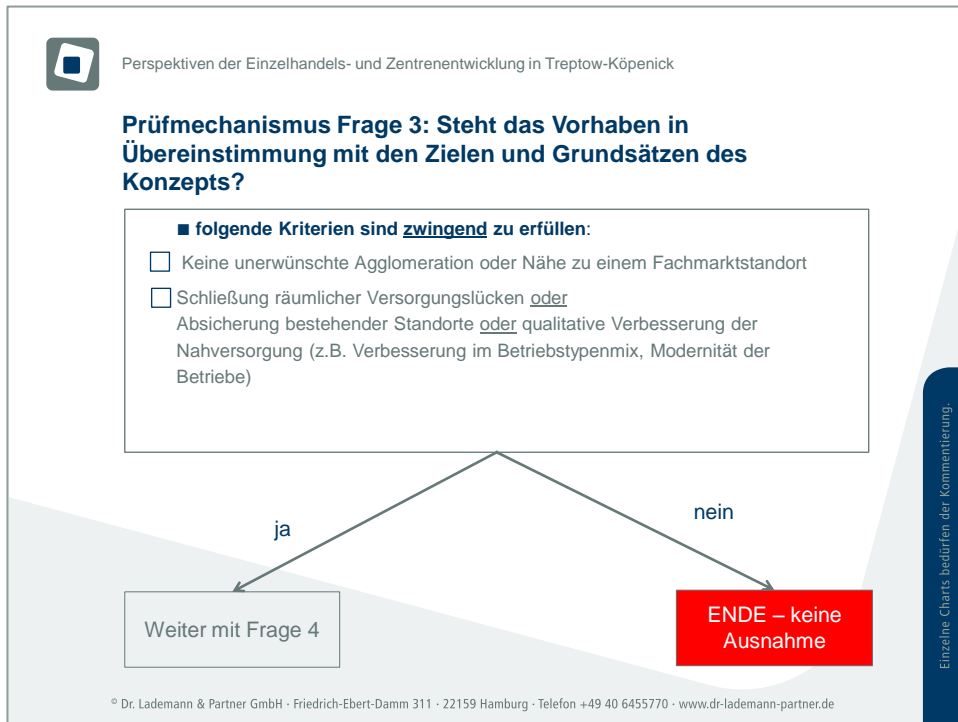 Perspektiven der Einzelhandels- und Zentrenentwicklung in Treptow-Köpenick
Prüfmechanismus Frage 3: Steht das Vorhaben in
Übereinstimmung mit den Zielen und Grundsätzen des
Konzepts?
■ folgende Kriterien sind zwingend zu erfüllen:
Keine unerwünschte Agglomeration oder Nähe zu einem Fachmarktstandort
Schließung räumlicher Versorgungslücken oder
Absicherung bestehender Standorte oder qualitative Verbesserung der
Nahversorgung (z.B. Verbesserung im Betriebstypenmix, Modernität der
Betriebe)
ja
nein
Weiter mit Frage 4
ENDE – keine
Ausnahme
Einzelne Charts bedürfen der Kommentierung.
© Dr. Lademann & Partner GmbH · Friedrich-Ebert-Damm 311 · 22159 Hamburg · Telefon +49 40 6455770 · www.dr-lademann-partner.de